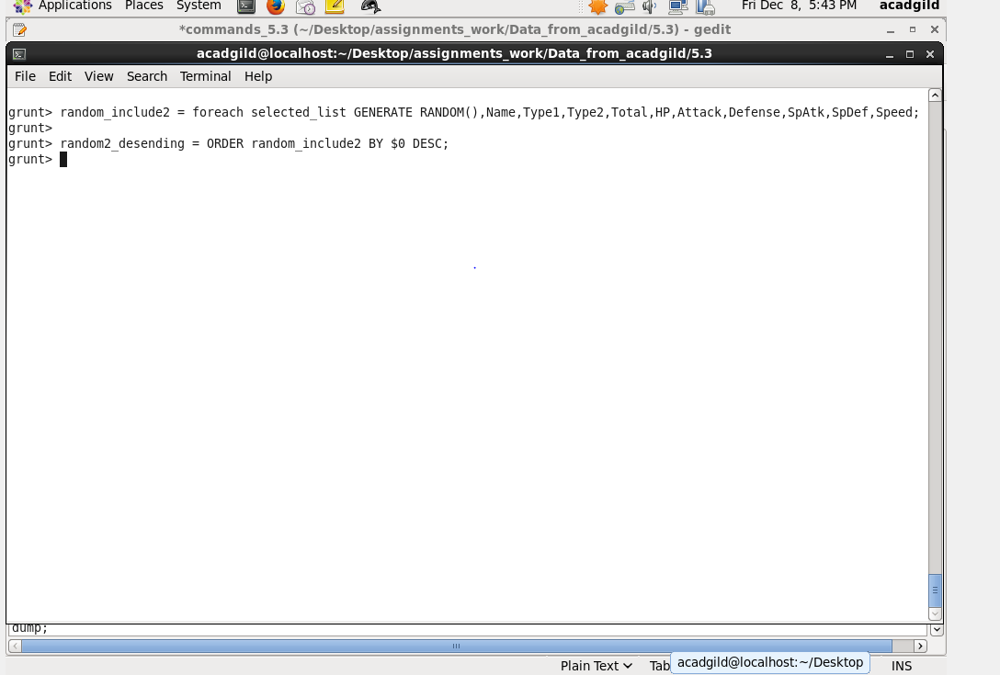 Applications Places System Fri Dec 8, 5:43 PM acadgild
*commands_5.3 (~/Desktop/assignments_work/Data_from_acadgild/5.3) - gedit
acadgild@localhost:~/Desktop/assignments_work/Data_from_acadgild/5.3
File Edit View Search Terminal Help
grunt> random_include2 = foreach selected_list GENERATE RANDOM(),Name,Type1,Type2,Total,HP,Attack,Defense,SpAtk,SpDef,Speed;
grunt>
grunt> random2_desending = ORDER random_include2 BY $0 DESC;
grunt>
dump;
Plain Text Tab acadgild@localhost:~/Desktop INS